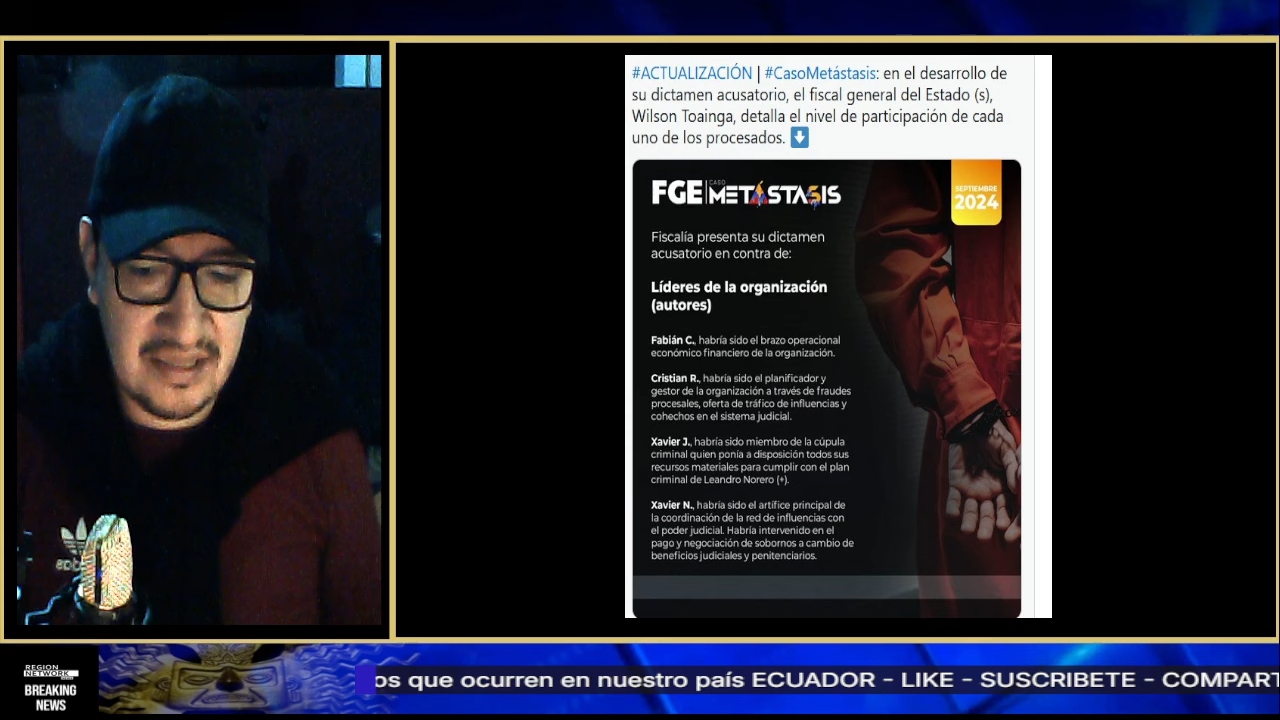 #ACTUALIZACIÓN | #CasoMetástasis: en el desarrollo de
su dictamen acusatorio, el fiscal general del Estado (s),
Wilson Toainga, detalla el nivel de participación de cada
uno de los procesados.
FGE CASO METÁSTASIS
SEPTIEMBRE
2024
Fiscalía presenta su dictamen
acusatorio en contra de:
Líderes de la organización
(autores)
Fabián C., habría sido el brazo operacional
económico financiero de la organización.
Cristian R., habría sido el planificador y
gestor de la organización a través de fraudes
procesales, oferta de tráfico de influencias y
cohechos en el sistema judicial.
Xavier J., habría sido miembro de la cúpula
criminal quien ponía a disposición todos sus
recursos materiales para cumplir con el plan
criminal de Leandro Norero (+).
Xavier N., habría sido el artífice principal de
la coordinación de la red de influencias con
el poder judicial. Habría intervenido en el
pago y negociación de sobornos a cambio de
beneficios judiciales y penitenciarios.
REGION
NETWORK
BREAKING
NEWS
os que ocurren en nuestro país ECUADOR - LIKE - SUSCRIBETE - COMPART